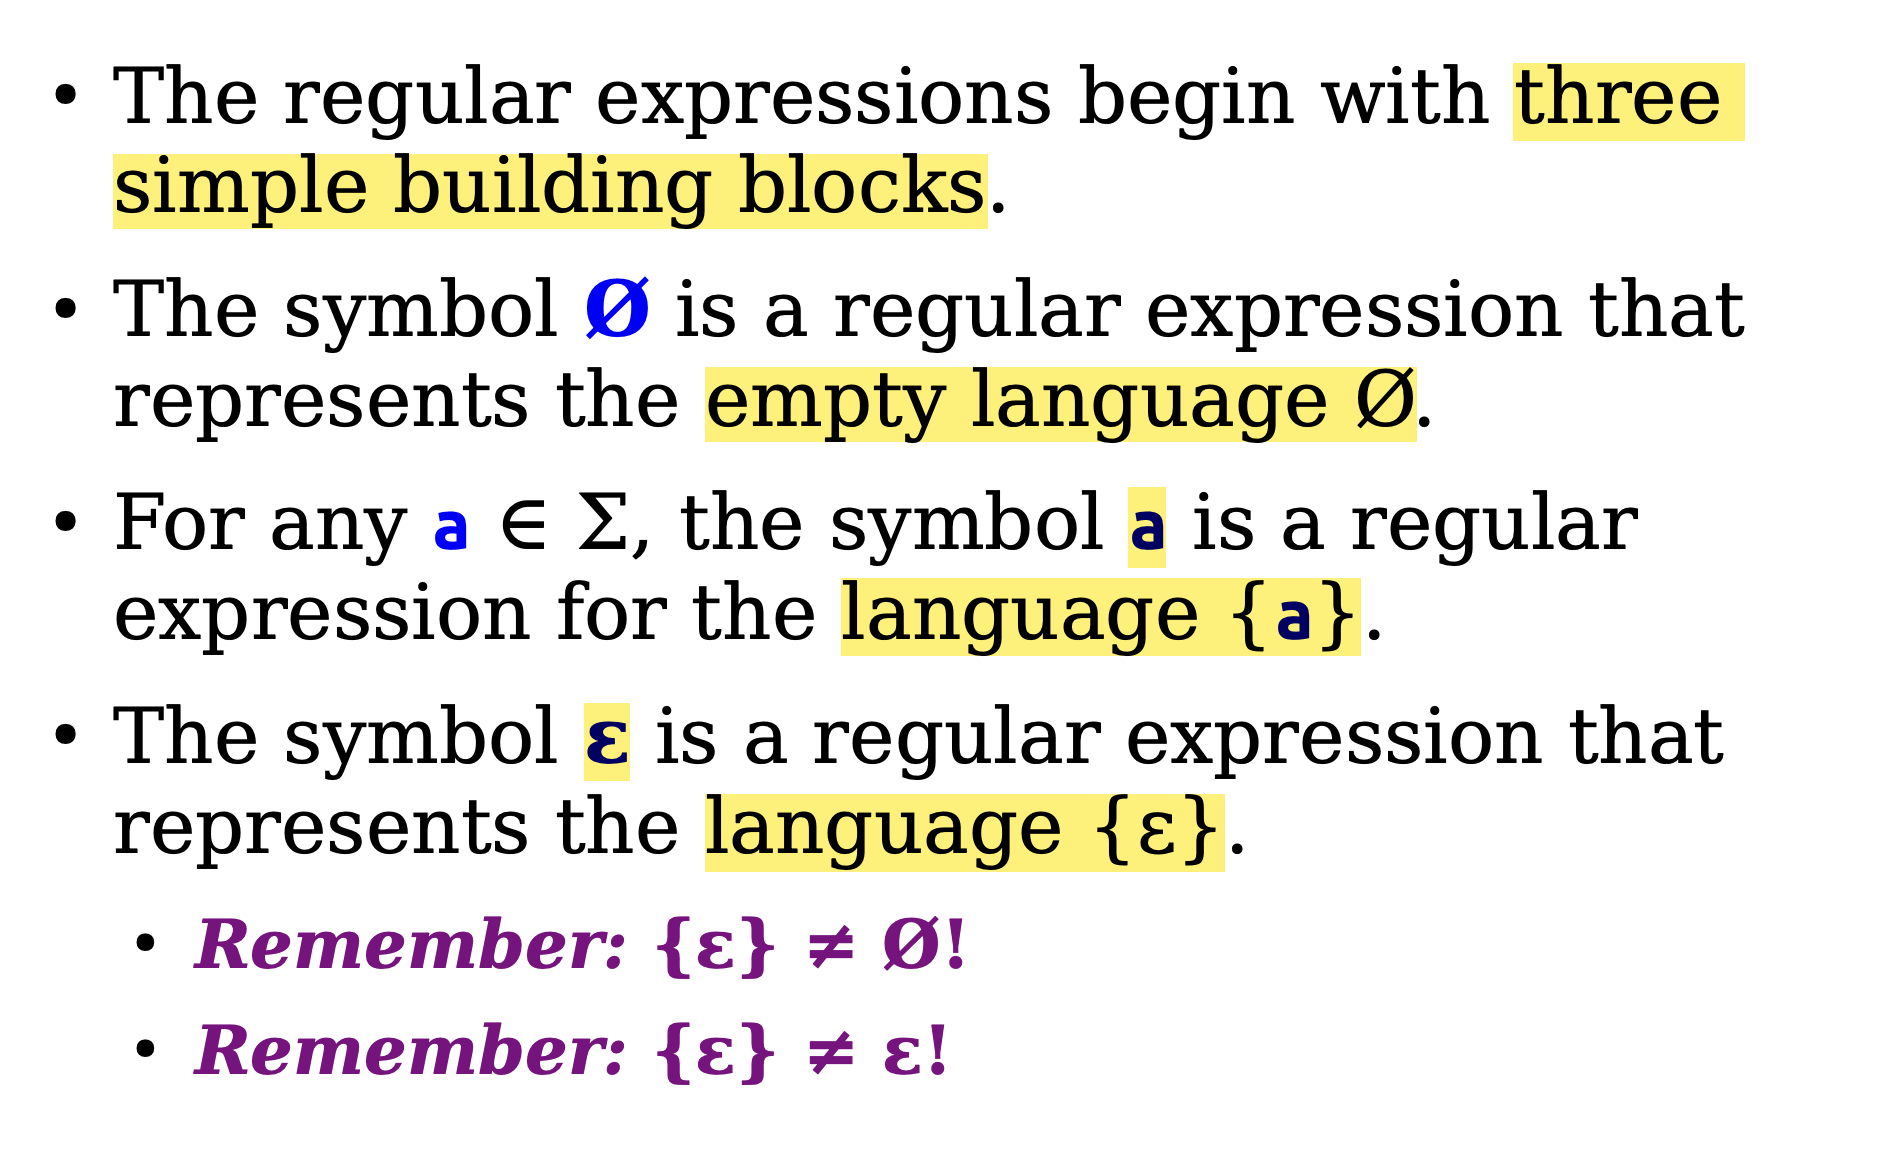 • The regular expressions begin with three
simple building blocks.
• The symbol Ø is a regular expression that
represents the empty language Ø.
• For any a ∈ Σ, the symbol a is a regular
expression for the language {a}.
• The symbol ε is a regular expression that
represents the language {ε}.
• Remember: {ε} ≠ Ø!
• Remember: {ε} ≠ ε!